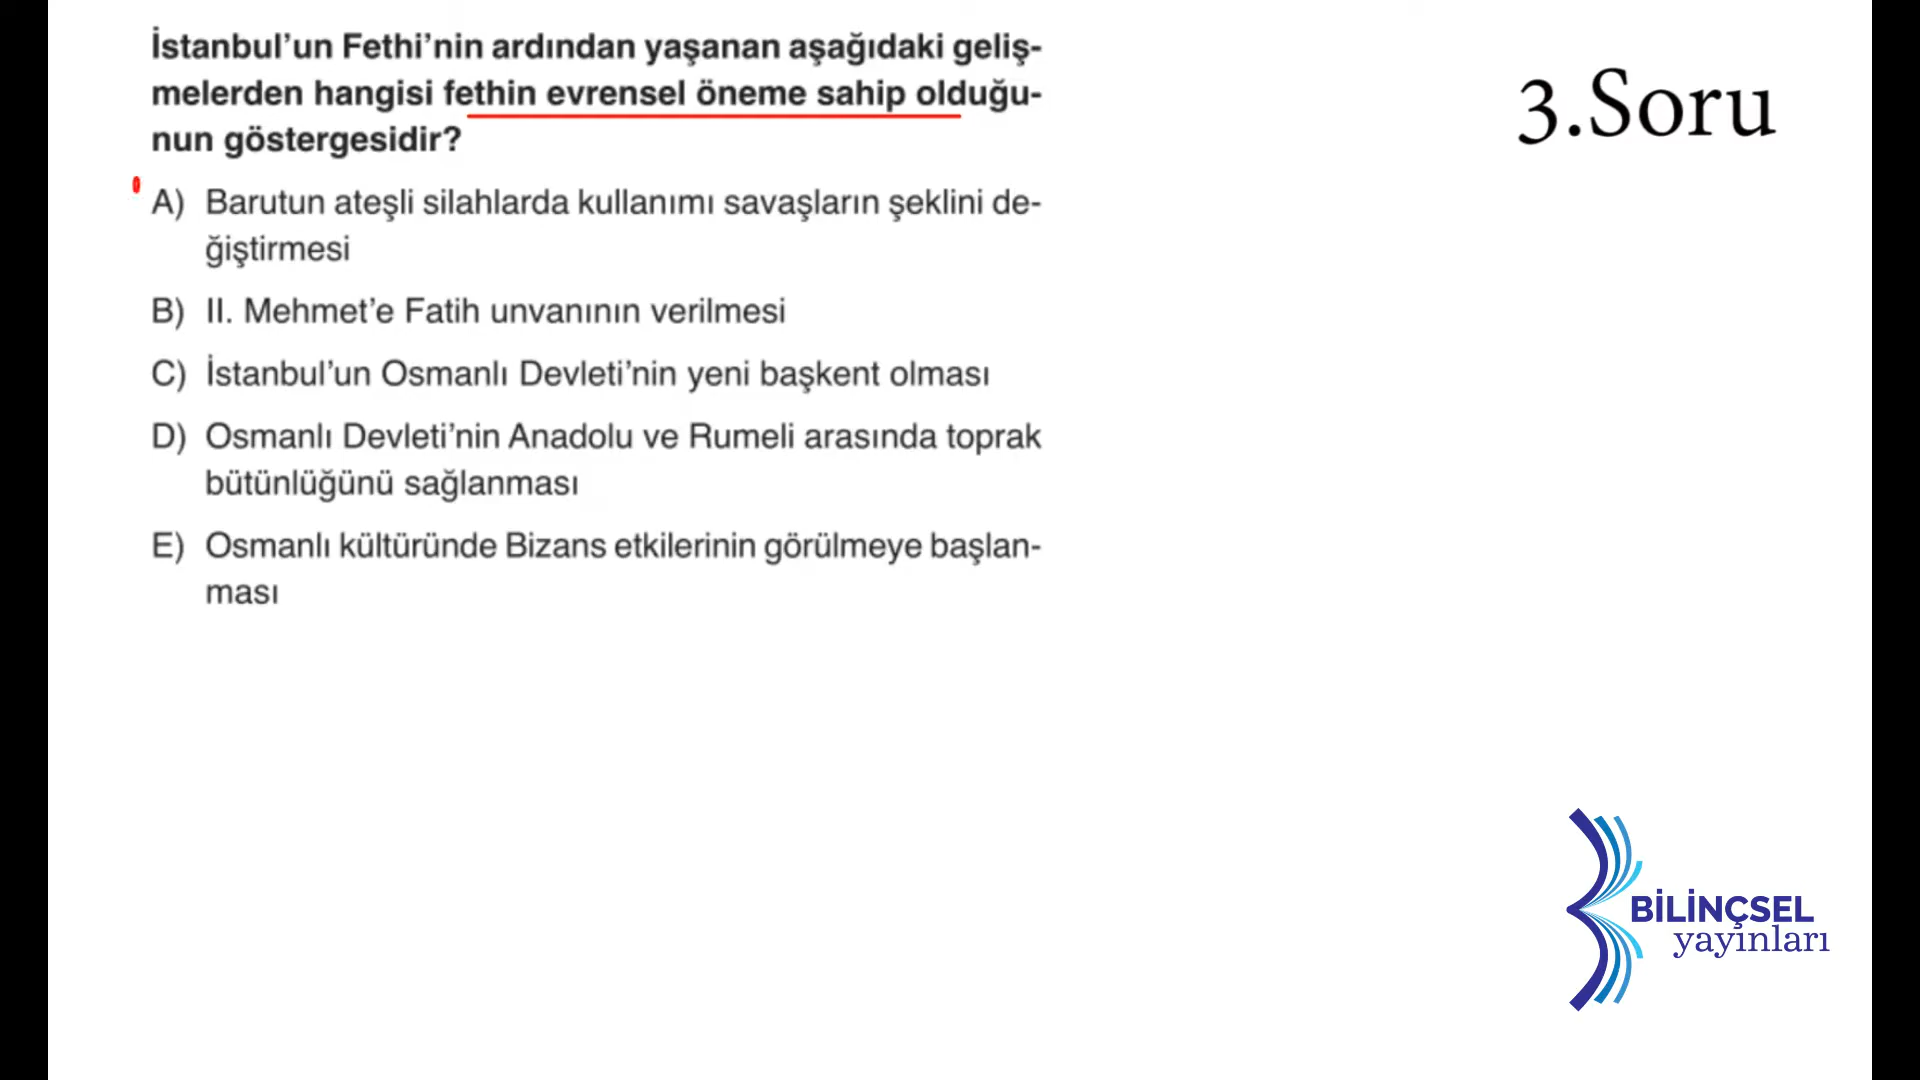 İstanbul’un Fethi’nin ardından yaşanan aşağıdaki geliş-
melerden hangisi fethin evrensel öneme sahip olduğu-
nun göstergesidir?
A) Barutun ateşli silahlarda kullanımı savaşların şeklini de-
ğiştirmesi
B) II. Mehmet’e Fatih unvanının verilmesi
C) İstanbul’un Osmanlı Devleti’nin yeni başkent olması
D) Osmanlı Devleti’nin Anadolu ve Rumeli arasında toprak
bütünlüğünü sağlanması
E) Osmanlı kültüründe Bizans etkilerinin görülmeye başlan-
ması
3.Soru
BİLİNÇSEL
yayınları